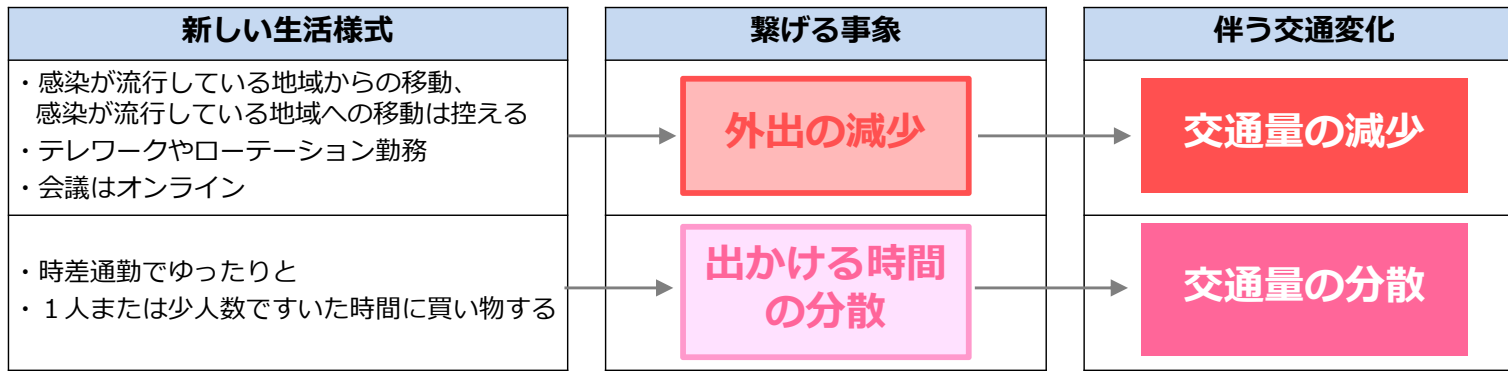 新しい生活様式
・感染が流行している地域からの移動、
感染が流行している地域への移動は控える
・テレワークやローテーション勤務
・会議はオンライン
・時差通勤でゆったりと
・１人または少人数ですいた時間に買い物する
繋げる事象
外出の減少
出かける時間
の分散
伴う交通変化
交通量の減少
交通量の分散